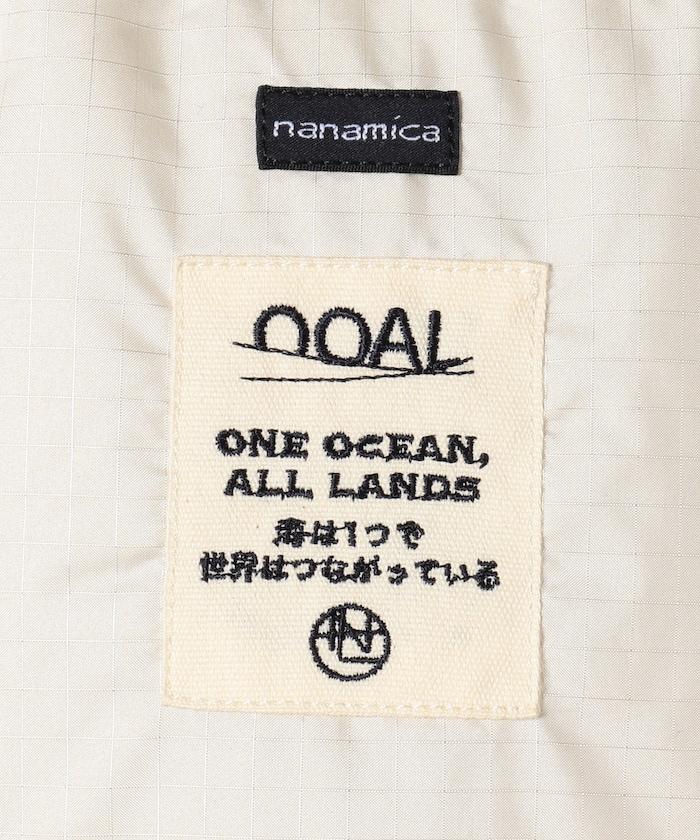 nanamica
OOAL
ONE OCEAN,
ALL LANDS
海は1つで
世界はつながっている